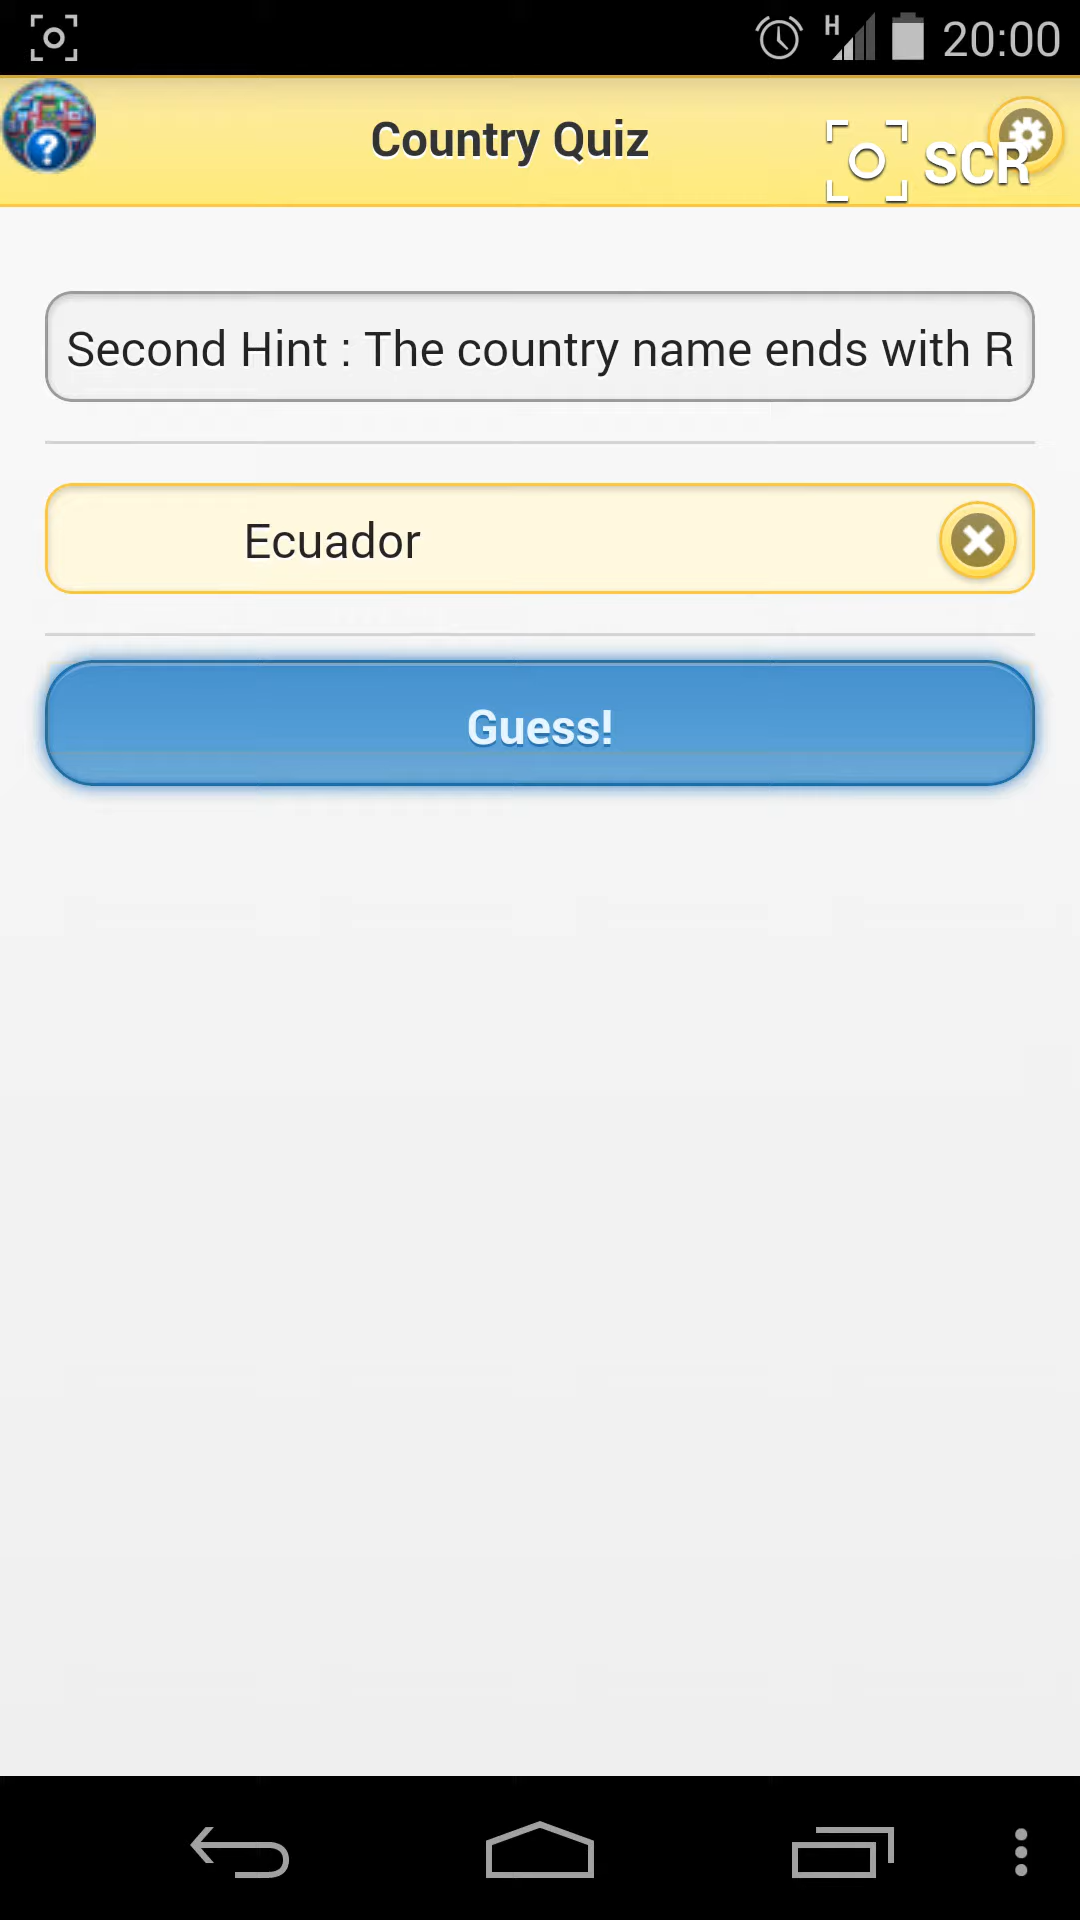 H 20:00
Country Quiz
SCR
Second Hint : The country name ends with R
Ecuador
Guess!